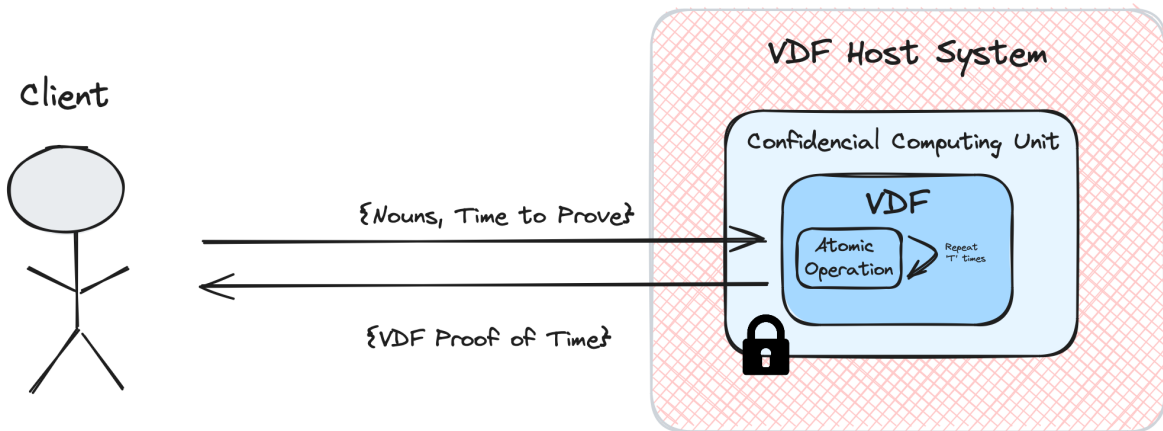 Client
VDF Host System
Confidencial Computing Unit
{Nouns, Time to Prove}
VDF
Atomic
Operation
Repeat
'T' times
{VDF Proof of Time}